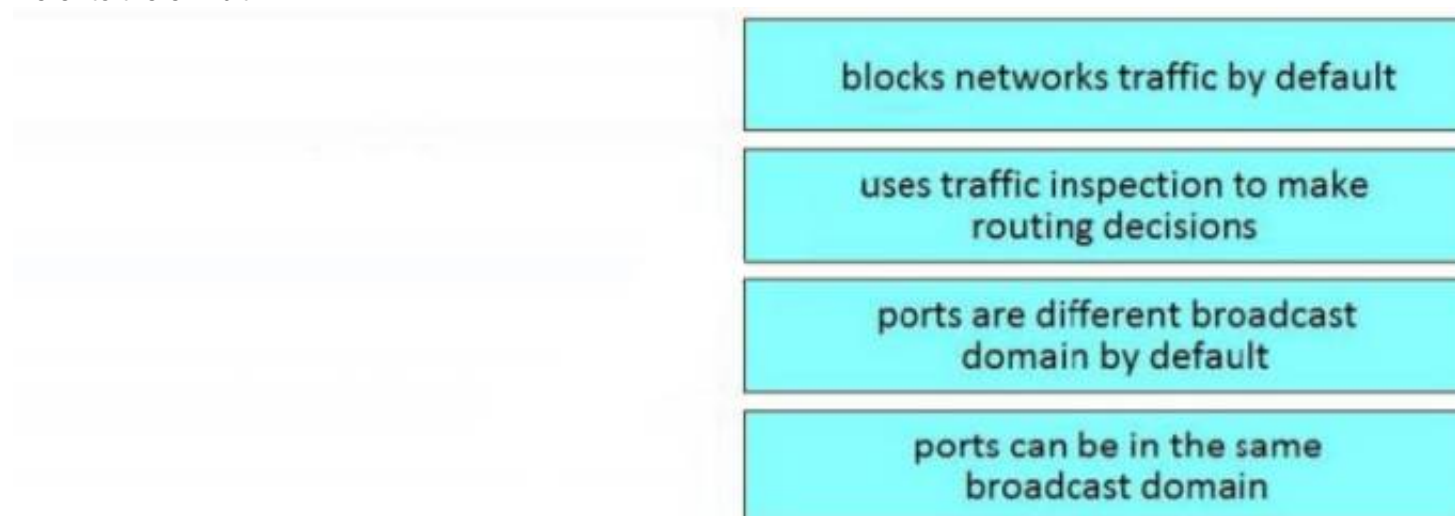 blocks networks traffic by default
uses traffic inspection to make
routing decisions
ports are different broadcast
domain by default
ports can be in the same
broadcast domain